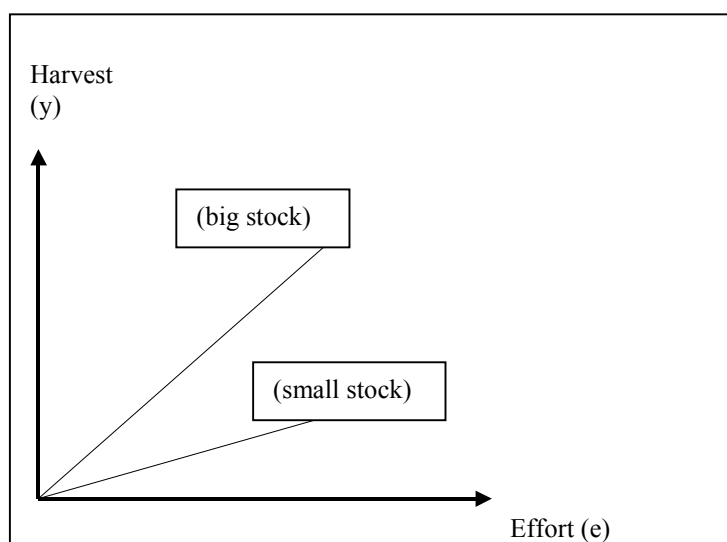 Harvest
(y)
(big stock)
(small stock)
Effort (e)